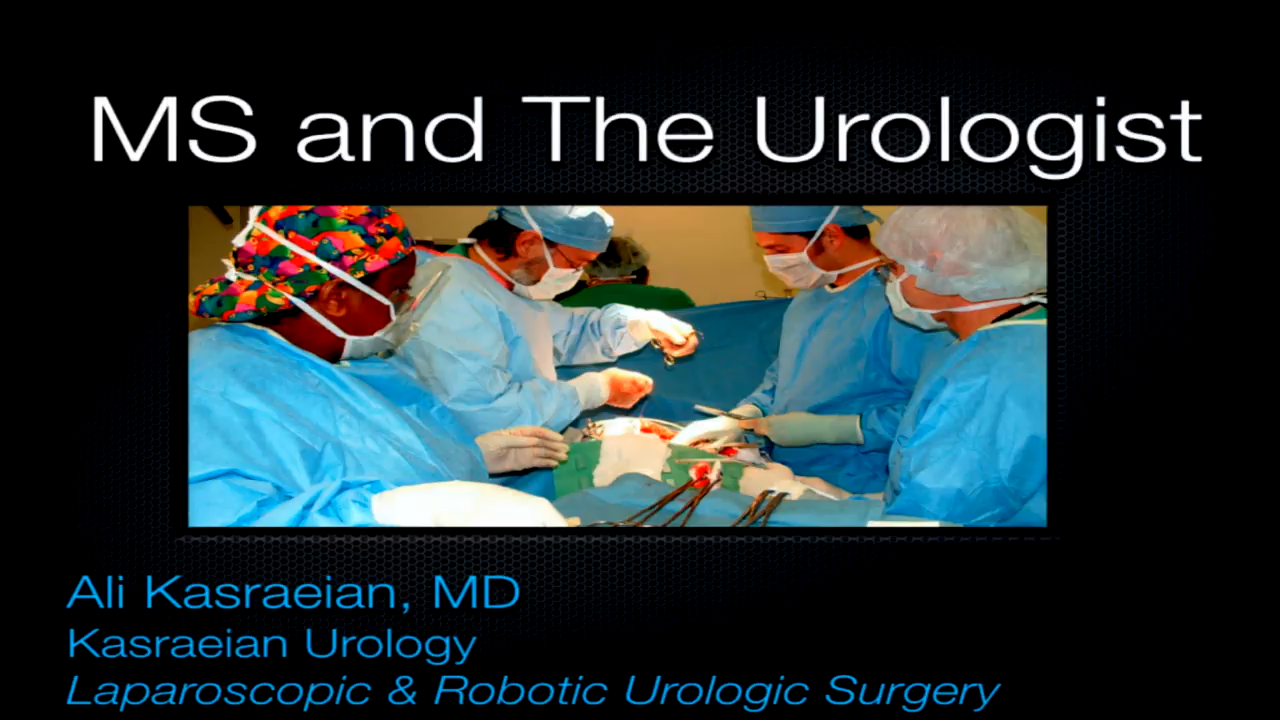 MS and The Urologist
Ali Kasraeian, MD
Kasraeian Urology
Laparoscopic & Robotic Urologic Surgery